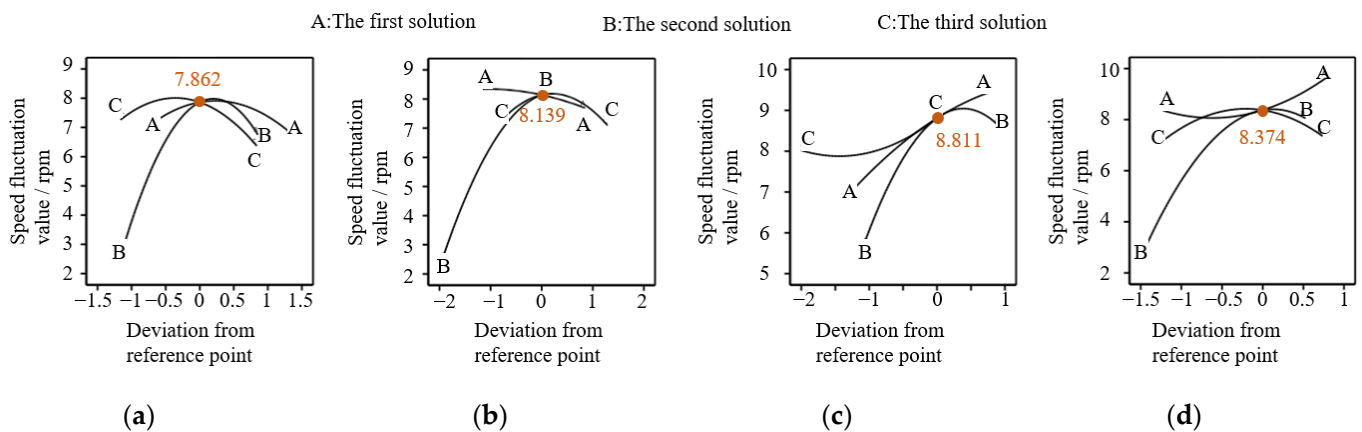 A:The first solution B:The second solution C:The third solution
9
8
7
6
5
4
3
2
−1.5 −1 −0.5 0 0.5 1 1.5
Speed fluctuation
value / rpm
Deviation from
reference point
7.862
C
A
B
B
A
C
(a)
9
8
7
6
5
4
3
2
−2 −1 0 1 2
Speed fluctuation
value / rpm
Deviation from
reference point
A
B
C
8.139
C
A
B
(b)
10
9
8
7
6
5
−2 −1 0 1
Speed fluctuation
value / rpm
Deviation from
reference point
A
C
B
8.811
C
A
B
(c)
10
8
6
4
2
−1.5 −1 −0.5 0 0.5 1
Speed fluctuation
value / rpm
Deviation from
reference point
A
A
B
C
C
8.374
B
(d)